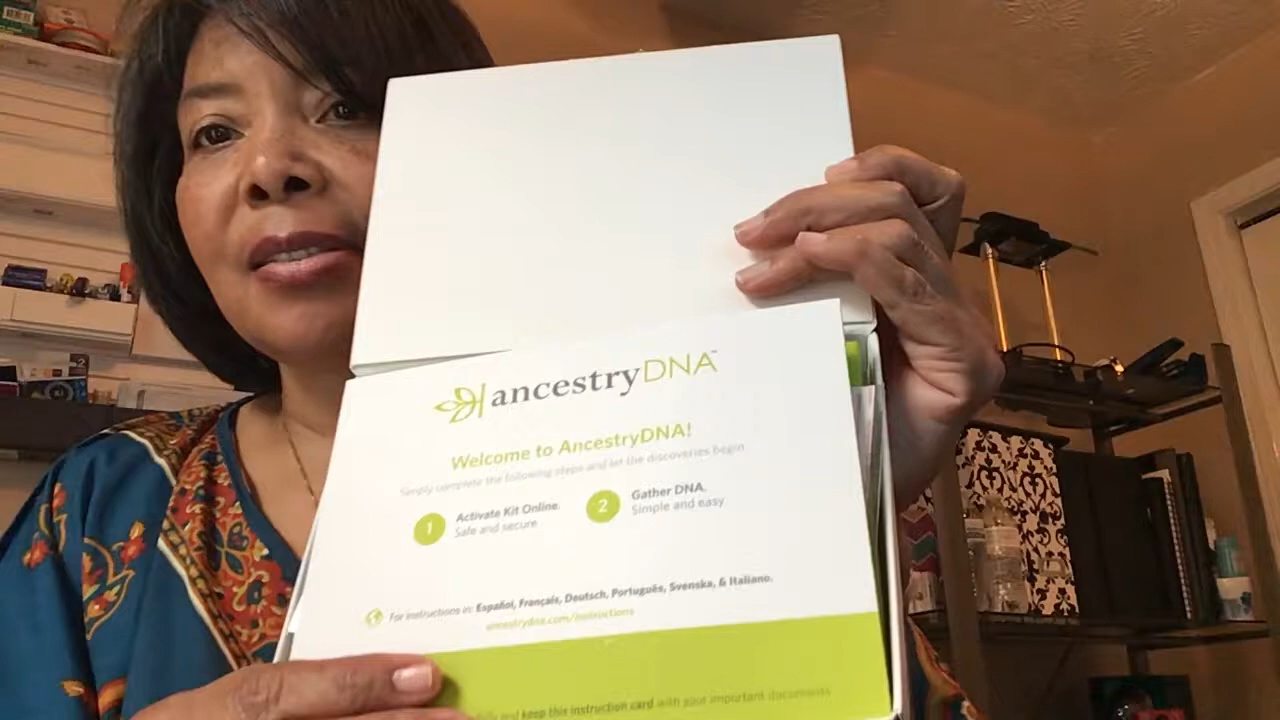 ancestryDNA™
Welcome to AncestryDNA!
Simply complete the following steps and let the discoveries begin
1
Activate Kit Online.
Safe and secure
2
Gather DNA.
Simple and easy
For instructions in: Español, Français, Deutsch, Português, Svenska, & Italiano.
ancestrydna.com/instructions
and keep this instruction card with your important documents